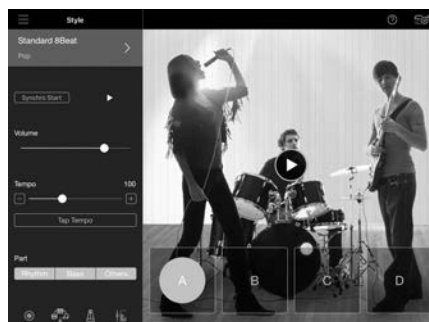 Style
Standard 8Beat
Pop
Synchro Start
Volume
Tempo 100
Tap Tempo
Part
Rhythm Bass Others
A B C D